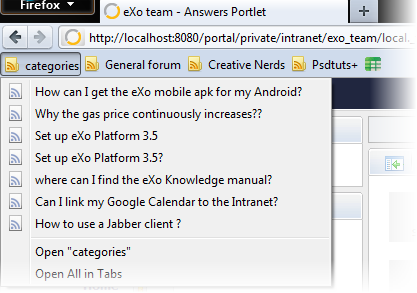 Firefox
eXo team - Answers Portlet
http://localhost:8080/portal/private/intranet/exo_team/local.
categories General forum Creative Nerds Psdtuts+
How can I get the eXo mobile apk for my Android?
Why the gas price continuously increases??
Set up eXo Platform 3.5
Set up eXo Platform 3.5?
where can I find the eXo Knowledge manual?
Can I link my Google Calendar to the Intranet?
How to use a Jabber client ?
Open "categories"
Open All in Tabs